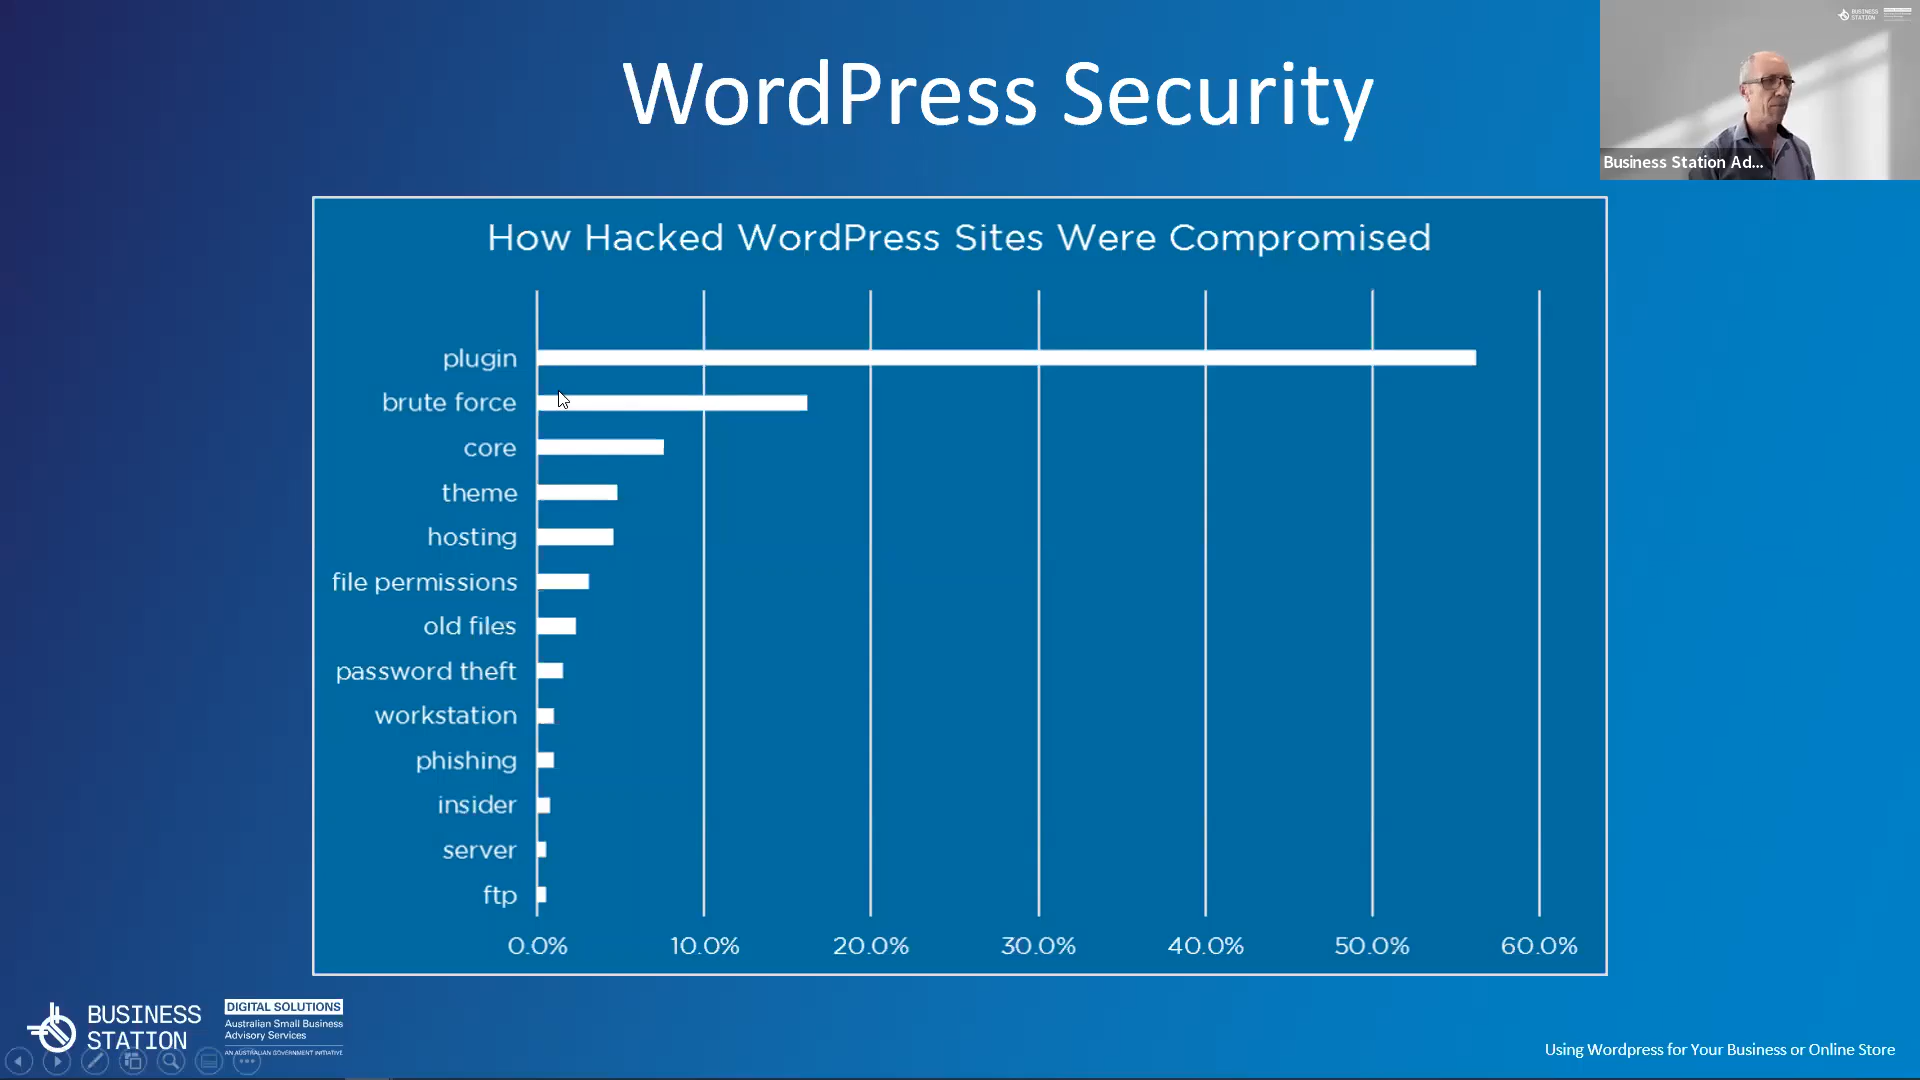 WordPress Security
BUSINESS
STATION
Business Station Ad...
How Hacked WordPress Sites Were Compromised
plugin
brute force
core
theme
hosting
file permissions
old files
password theft
workstation
phishing
insider
server
ftp
0.0% 10.0% 20.0% 30.0% 40.0% 50.0% 60.0%
BUSINESS
STATION
DIGITAL SOLUTIONS
Australian Small Business
Advisory Services
AN AUSTRALIAN GOVERNMENT INITIATIVE
Using Wordpress for Your Business or Online Store